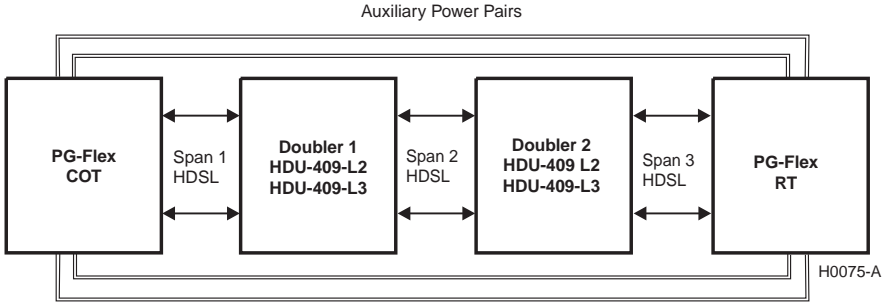 Auxiliary Power Pairs
PG-Flex
COT
Span 1
HDSL
Doubler 1
HDU-409-L2
HDU-409-L3
Span 2
HDSL
Doubler 2
HDU-409 L2
HDU-409-L3
Span 3
HDSL
PG-Flex
RT
H0075-A